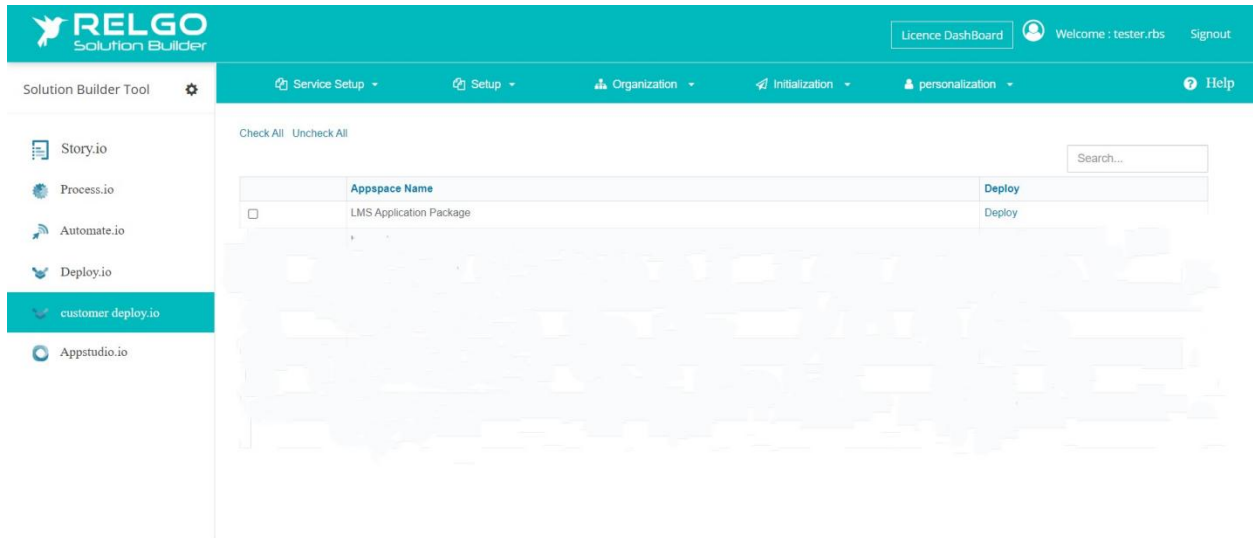 RELGO
Solution Builder
Licence DashBoard
Welcome : tester.rbs
Signout
Solution Builder Tool
Service Setup
Setup
Organization
Initialization
personalization
Help
Story.io
Process.io
Automate.io
Deploy.io
customer deploy.io
Appstudio.io
Check All Uncheck All
Search...
Appspace Name Deploy
LMS Application Package Deploy